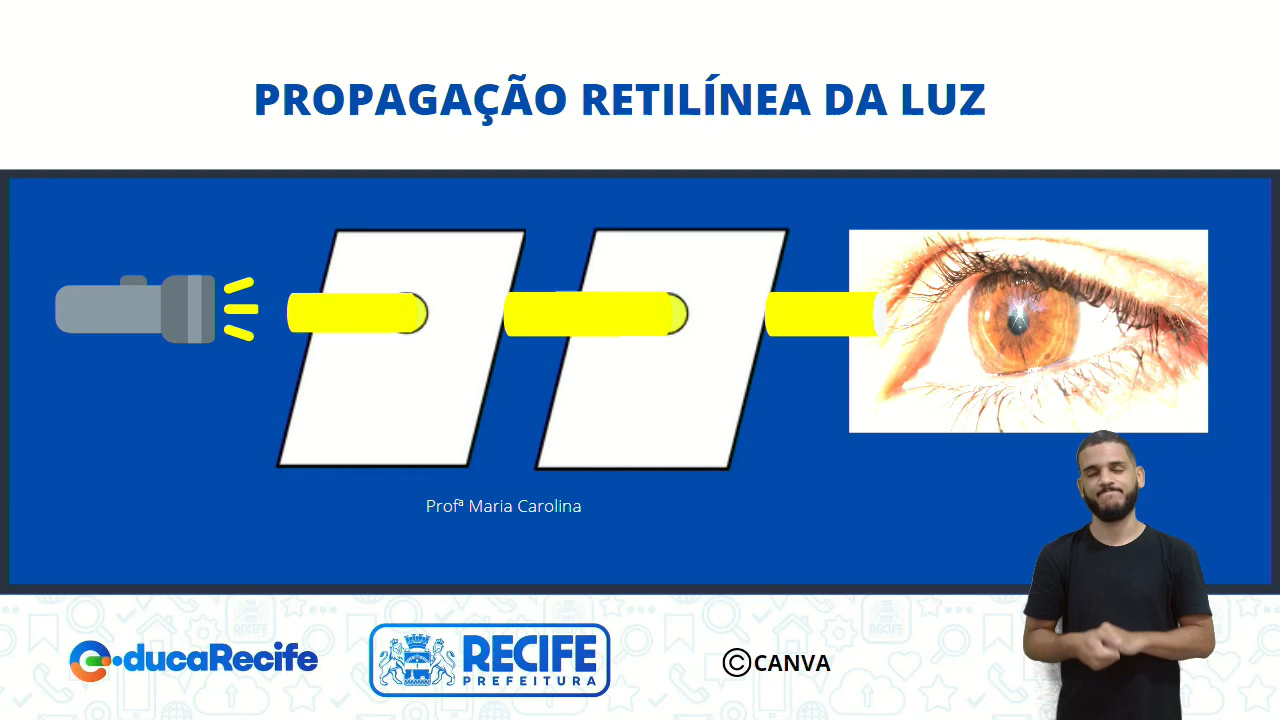 PROPAGAÇÃO RETILÍNEA DA LUZ
Profª Maria Carolina
educaRecife
RECIFE
PREFEITURA
©CANVA